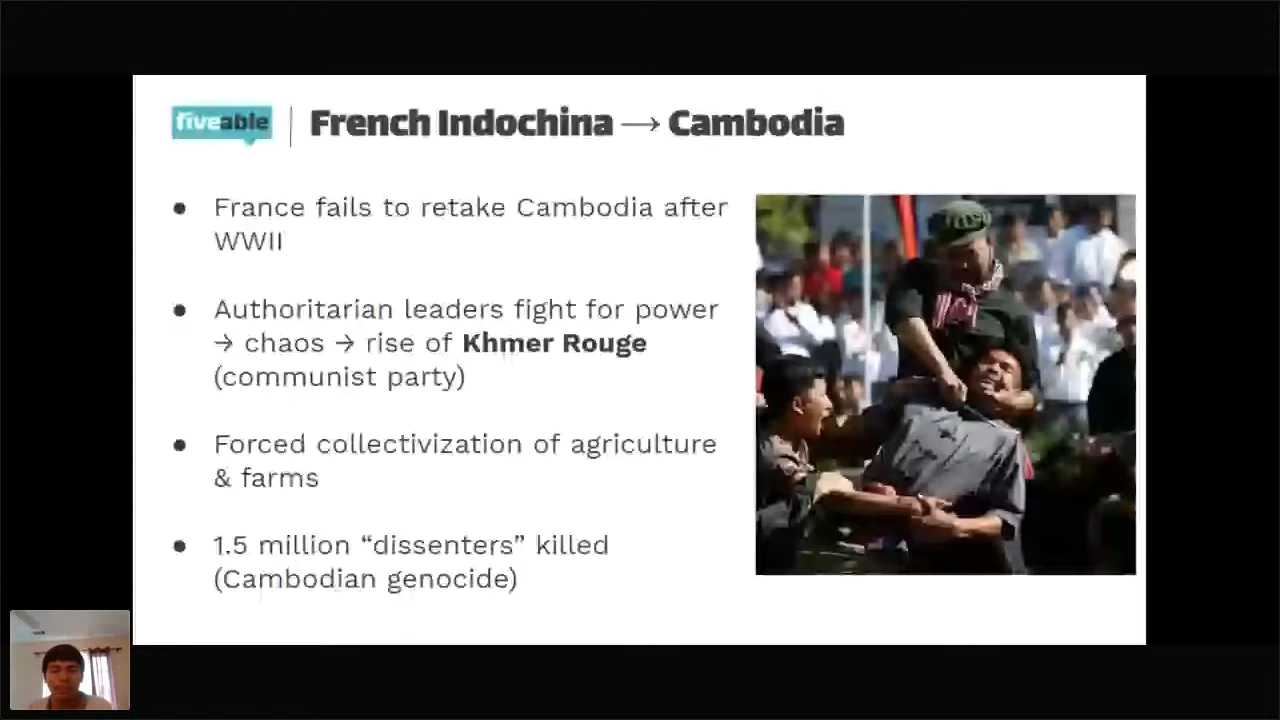 fiveable
French Indochina → Cambodia
● France fails to retake Cambodia after
WWII
● Authoritarian leaders fight for power
→ chaos → rise of Khmer Rouge
(communist party)
● Forced collectivization of agriculture
& farms
● 1.5 million “dissenters” killed
(Cambodian genocide)